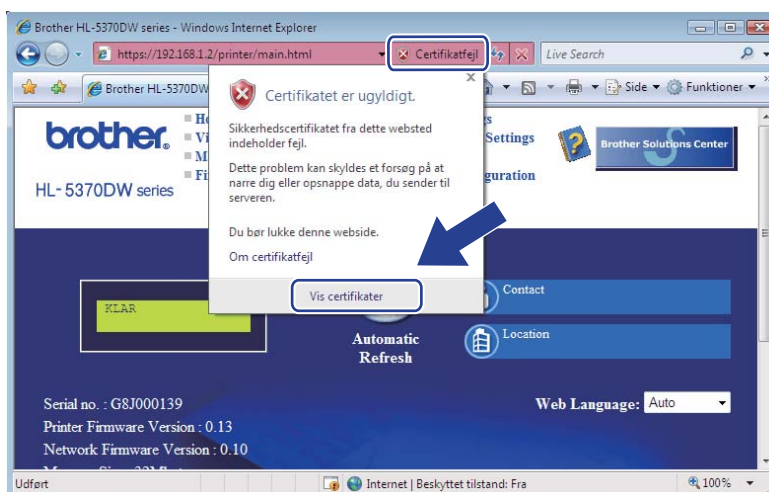 Brother HL-5370DW series - Windows Internet Explorer
https://192.168.1.2/printer/main.html
Certifikatfejl
Live Search
Brother HL-5370DW
Side
Funktioner
Certifikatet er ugyldigt.
Sikkerhedscertifikatet fra dette websted
indeholder fejl.
Dette problem kan skyldes et forsøg på at
narre dig eller opsnappe data, du sender til
serveren.
Du bør lukke denne webside.
Om certifikatfejl
Vis certifikater
brother.
HL-5370DW series
Settings
Brother Solutions Center
KLAR
Automatic
Refresh
Contact
Location
Serial no. : G8J000139
Web Language: Auto
Printer Firmware Version : 0.13
Network Firmware Version : 0.10
Udført
Internet | Beskyttet tilstand: Fra
100%